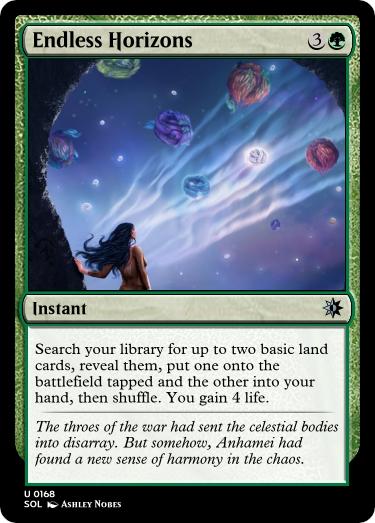 Endless Horizons 3
Instant
Search your library for up to two basic land
cards, reveal them, put one onto the
battlefield tapped and the other into your
hand, then shuffle. You gain 4 life.
The throes of the war had sent the celestial bodies
into disarray. But somehow, Anhamei had
found a new sense of harmony in the chaos.
U 0168
SOL Ashley Nobes